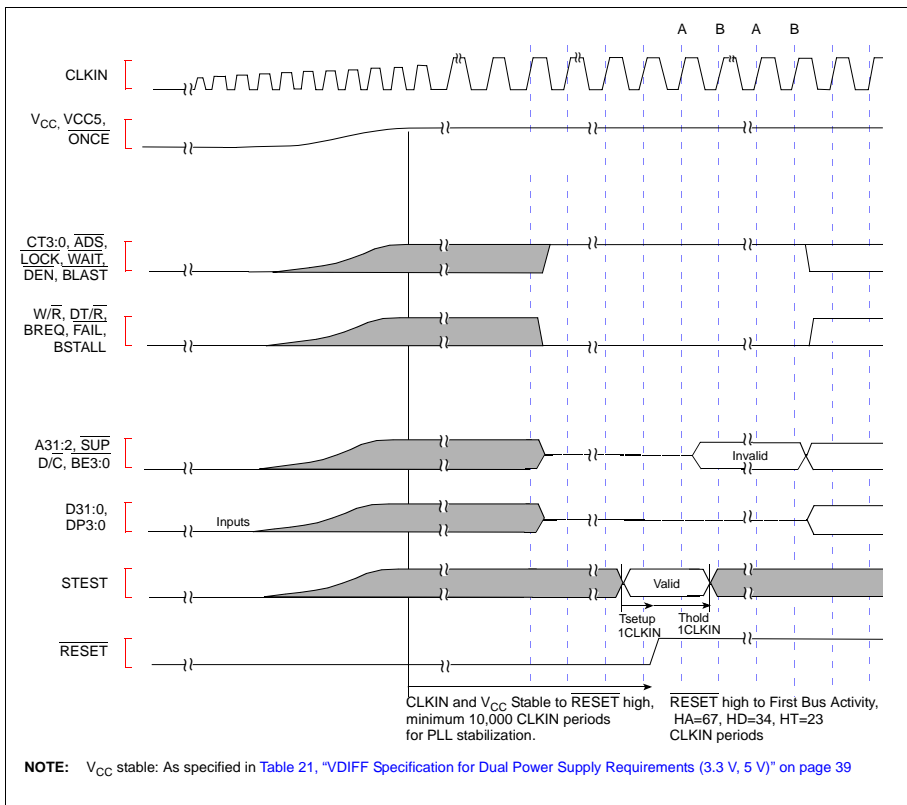 A B A B
CLKIN
VCC, VCC5,
ONCE
CT3:0, ADS,
LOCK, WAIT,
DEN, BLAST
W/R, DT/R,
BREQ, FAIL,
BSTALL
A31:2, SUP
D/C, BE3:0
Invalid
D31:0,
DP3:0
Inputs
STEST
Valid
Tsetup
1CLKIN
Thold
1CLKIN
RESET
CLKIN and VCC Stable to RESET high,
minimum 10,000 CLKIN periods
for PLL stabilization.
RESET high to First Bus Activity,
HA=67, HD=34, HT=23
CLKIN periods
NOTE: VCC stable: As specified in Table 21, “VDIFF Specification for Dual Power Supply Requirements (3.3 V, 5 V)” on page 39